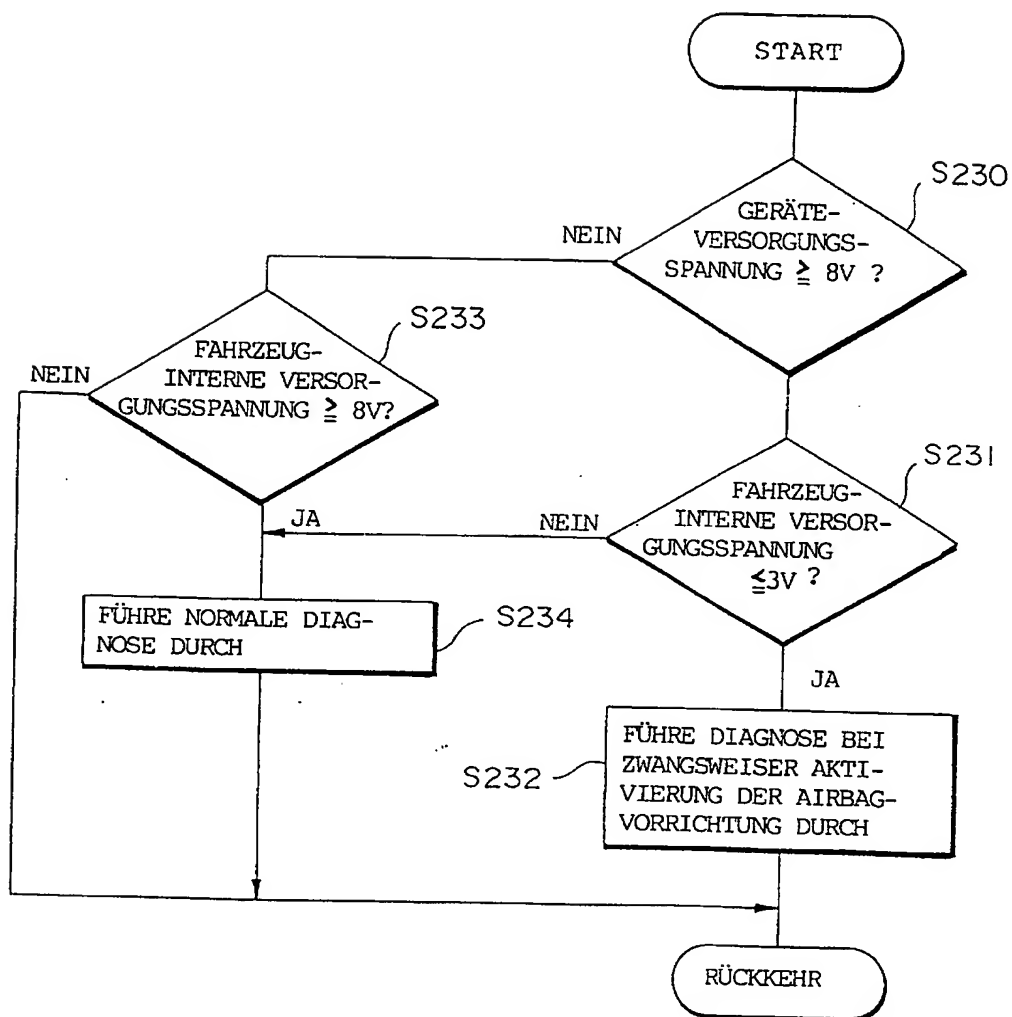 START
S230
GERÄTE-
VERSORGUNGS-
SPANNUNG ≧ 8V ?
NEIN
S233
FAHRZEUG-
INTERNE VERSOR-
GUNGSSPANNUNG ≧ 8V?
NEIN
S231
FAHRZEUG-
INTERNE VERSOR-
GUNGSSPANNUNG
≦3V ?
JA
NEIN
FÜHRE NORMALE DIAG-
NOSE DURCH
S234
JA
FÜHRE DIAGNOSE BEI
ZWANGSWEISER AKTI-
VIERUNG DER AIRBAG-
VORRICHTUNG DURCH
S232
RÜCKKEHR